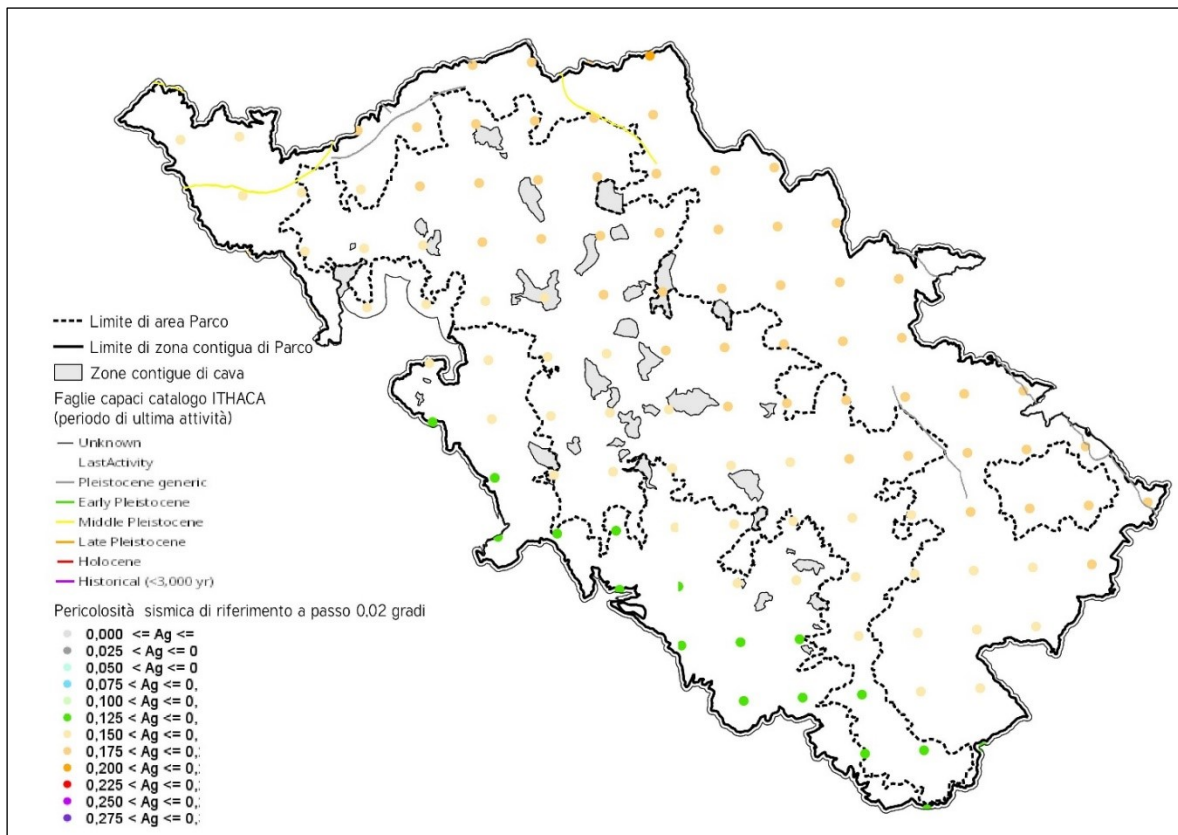 Limite di area Parco
Limite di zona contigua di Parco
Zone contigue di cava
Faglie capaci catalogo ITHACA
(periodo di ultima attività)
Unknown
LastActivity
Pleistocene generic
Early Pleistocene
Middle Pleistocene
Late Pleistocene
Holocene
Historical (<3,000 yr)
Pericolosità sismica di riferimento a passo 0,02 gradi
0,000 <= Ag <=
0,025 < Ag <= 0
0,050 < Ag <= 0
0,075 < Ag <= 0,
0,100 < Ag <= 0,
0,125 < Ag <= 0,
0,150 < Ag <= 0,
0,175 < Ag <= 0,
0,200 < Ag <= 0,
0,225 < Ag <= 0,
0,250 < Ag <= 0,
0,275 < Ag <= 0,